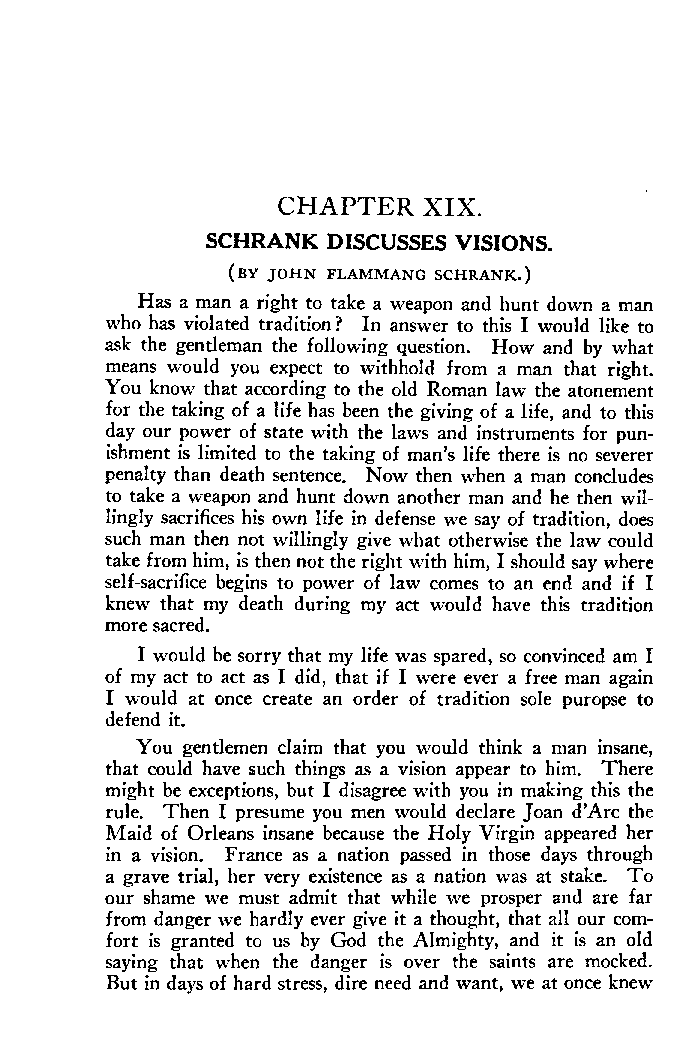 CHAPTER XIX.
SCHRANK DISCUSSES VISIONS.
(BY JOHN FLAMMANG SCHRANK.)
Has a man a right to take a weapon and hunt down a man
who has violated tradition? In answer to this I would like to
ask the gentleman the following question. How and by what
means would you expect to withhold from a man that right.
You know that according to the old Roman law the atonement
for the taking of a life has been the giving of a life, and to this
day our power of state with the laws and instruments for pun-
ishment is limited to the taking of man's life there is no severer
penalty than death sentence. Now then when a man concludes
to take a weapon and hunt down another man and he then wil-
lingly sacrifices his own life in defense we say of tradition, does
such man then not willingly give what otherwise the law could
take from him, is then not the right with him, I should say where
self-sacrifice begins to power of law comes to an end and if I
knew that my death during my act would have this tradition
more sacred.
I would be sorry that my life was spared, so convinced am I
of my act to act as I did, that if I were ever a free man again
I would at once create an order of tradition sole puropse to
defend it.
You gentlemen claim that you would think a man insane,
that could have such things as a vision appear to him. There
might be exceptions, but I disagree with you in making this the
rule. Then I presume you men would declare Joan d'Arc the
Maid of Orleans insane because the Holy Virgin appeared her
in a vision. France as a nation passed in those days through
a grave trial, her very existence as a nation was at stake. To
our shame we must admit that while we prosper and are far
from danger we hardly ever give it a thought, that all our com-
fort is granted to us by God the Almighty, and it is an old
saying that when the danger is over the saints are mocked.
But in days of hard stress, dire need and want, we at once knew